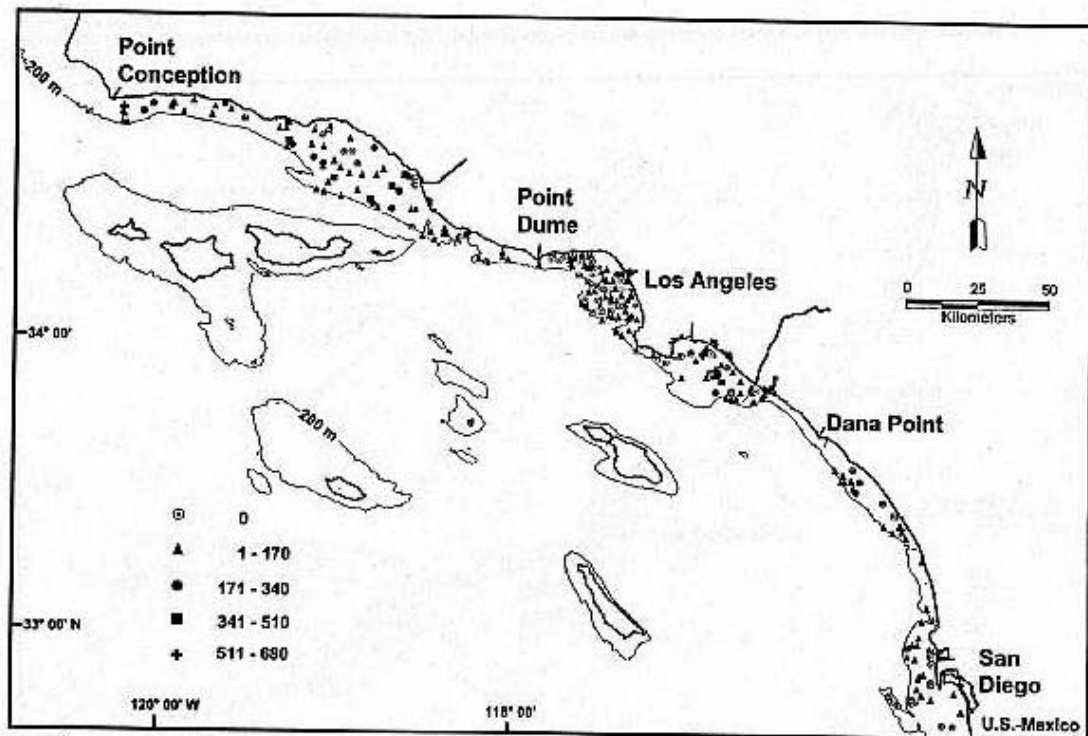 Point
Conception
200 m
Point
Dume
N
Los Angeles
0 25 50
Kilometers
34° 00'
200 m
Dana Point
0
1 - 170
171 - 340
341 - 510
511 - 680
33° 00' N
San
Diego
120° 00' W
118° 00'
U.S.-Mexico